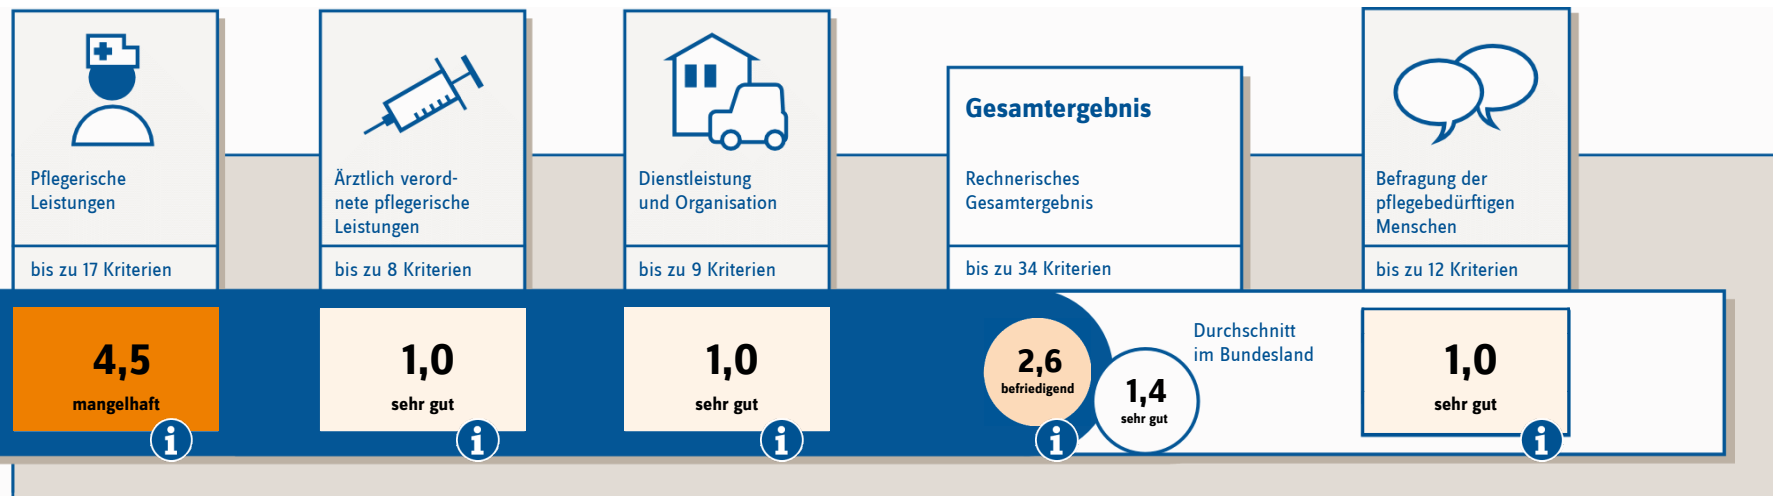 Pflegerische
Leistungen
bis zu 17 Kriterien
4,5
mangelhaft
i
Ärztlich verord-
nete pflegerische
Leistungen
bis zu 8 Kriterien
1,0
sehr gut
i
Dienstleistung
und Organisation
bis zu 9 Kriterien
1,0
sehr gut
i
Gesamtergebnis
Rechnerisches
Gesamtergebnis
bis zu 34 Kriterien
2,6
befriedigend
i
Durchschnitt
im Bundesland
1,4
sehr gut
Befragung der
pflegebedürftigen
Menschen
bis zu 12 Kriterien
1,0
sehr gut
i